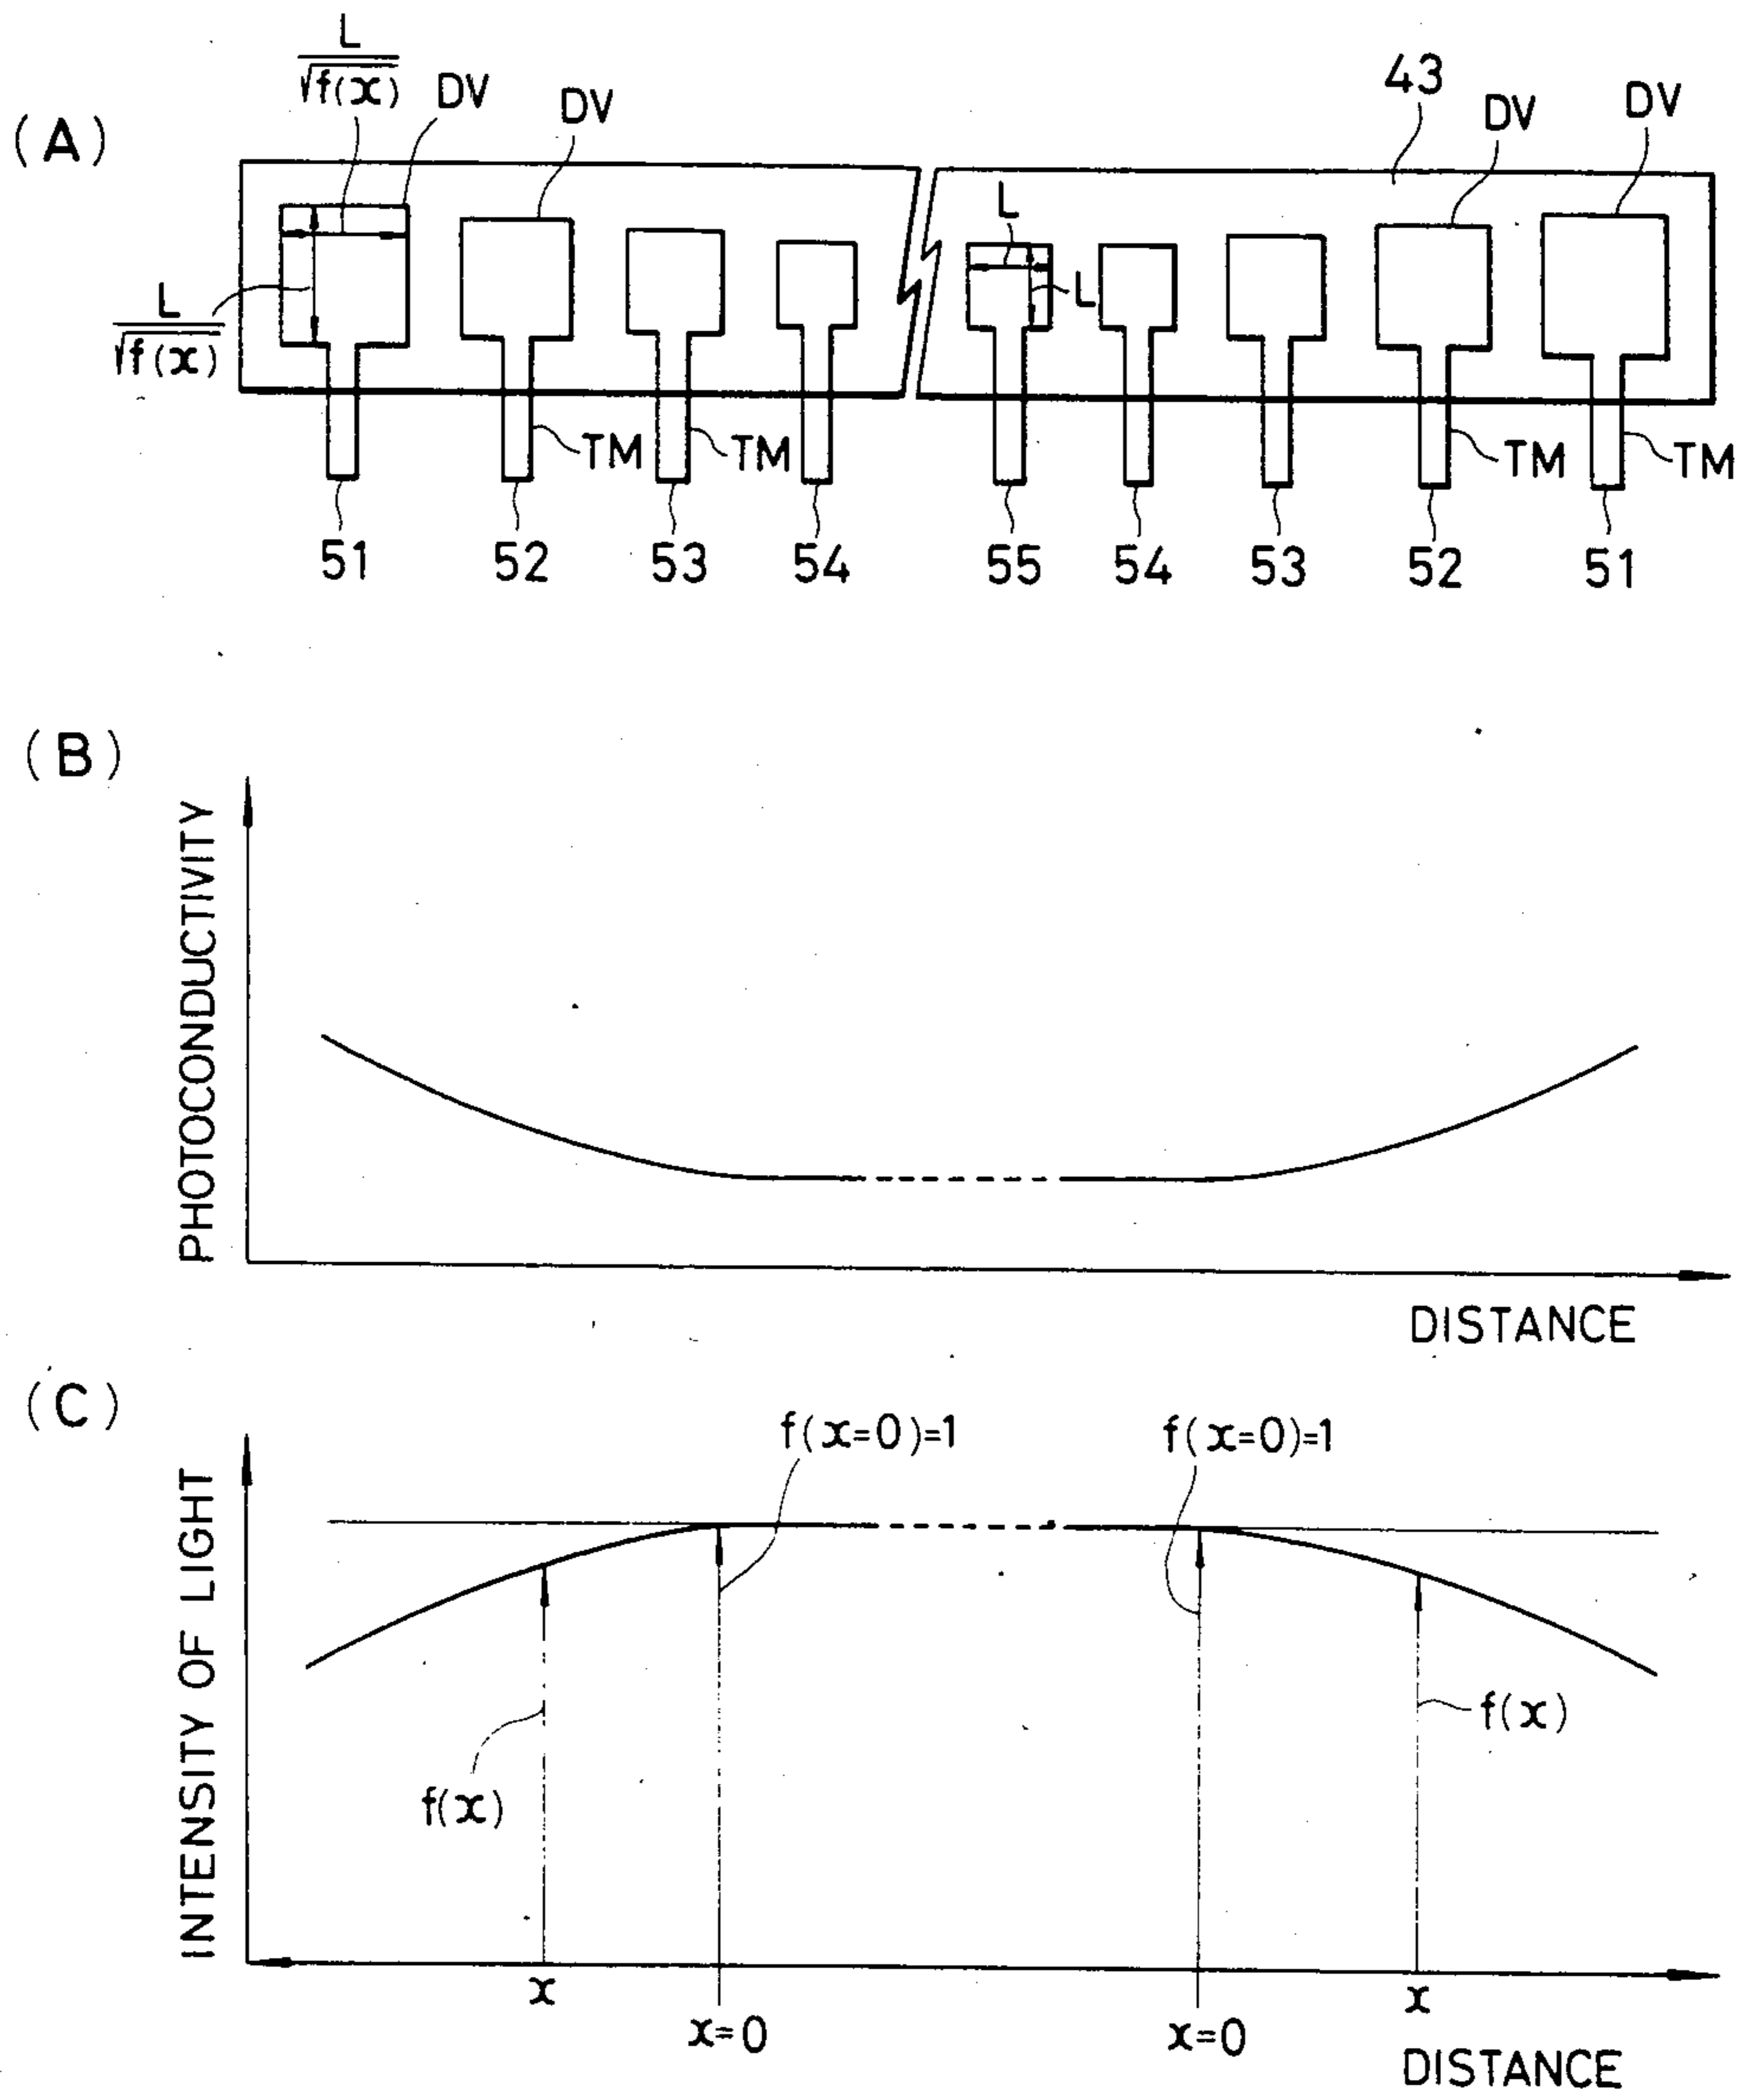 (A)
L
√f(x)
DV
DV
43
DV
DV
L
√f(x)
L
L
TM
TM
TM
TM
51
52
53
54
55
54
53
52
51
(B)
PHOTOCONDUCTIVITY
DISTANCE
(C)
INTENSITY OF LIGHT
f(x=0)=1
f(x=0)=1
f(x)
f(x)
x
x=0
x=0
x
DISTANCE